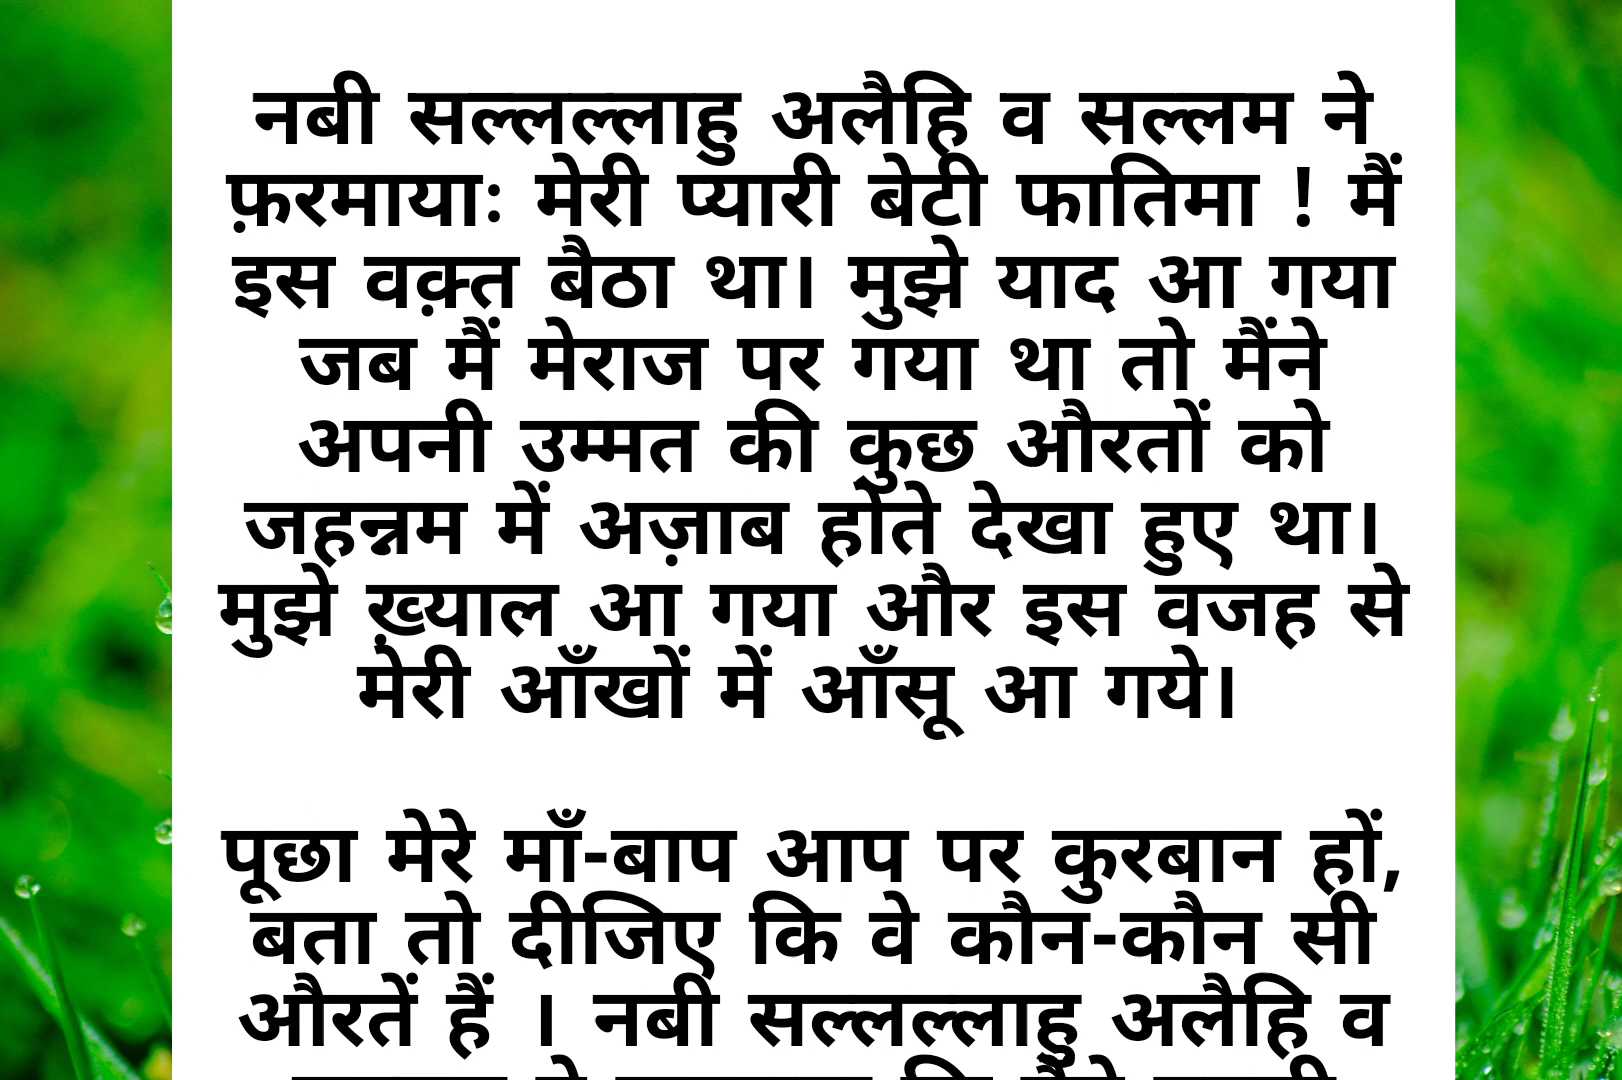 नबी सल्लल्लाहु अलैहि व सल्लम ने
फ़रमायाः मेरी प्यारी बेटी फातिमा ! मैं
इस वक़्त बैठा था। मुझे याद आ गया
जब मैं मेराज पर गया था तो मैंने
अपनी उम्मत की कुछ औरतों को
जहन्नम में अज़ाब होते देखा हुए था।
मुझे ख़्याल आ गया और इस वजह से
मेरी आँखों में आँसू आ गये।
पूछा मेरे माँ-बाप आप पर कुरबान हों,
बता तो दीजिए कि वे कौन-कौन सी
औरतें हैं । नबी सल्लल्लाहु अलैहि व